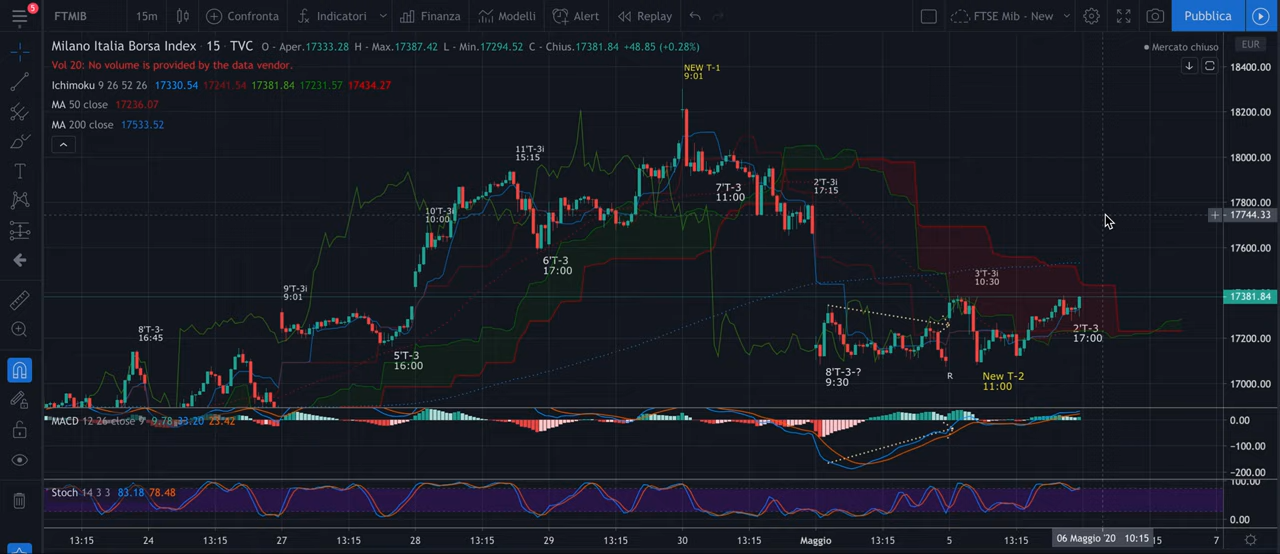 5
FTMIB 15m Confronta Indicatori Finanza Modelli Alert Replay FTSE Mib - New Pubblica
Milano Italia Borsa Index · 15 · TVC O - Aper.17333.28 H - Max.17387.42 L - Min.17294.52 C - Chius.17381.84 +48.85 (+0.28%)
Mercato chiuso
EUR
Vol 20: No volume is provided by the data vendor.
Ichimoku 9 26 52 26 17330.54 17241.54 17381.84 17231.57 17434.27
MA 50 close 17236.07
MA 200 close 17533.52
NEW T-1
9:01
11'T-3i
15:15
10'T-3i
10:00
9'T-3i
9:01
8'T-3-
16:45
7'T-3
11:00
2'T-3i
17:15
6'T-3
17:00
3'T-3i
10:30
5'T-3
16:00
8'T-3-?
9:30
R
New T-2
11:00
2'T-3
17:00
18400.00
18200.00
18000.00
17800.00
17744.33
17600.00
17381.84
17200.00
17000.00
MACD 12 26 close 9 9.78 33.20 23.42
0.00
-100.00
-200.00
Stoch 14 3 3 83.18 78.48
100.00
0.00
13:15 24 13:15 27 13:15 28 13:15 29 13:15 30 13:15 Maggio 13:15 5 13:15 06 Maggio '20 10:15 7